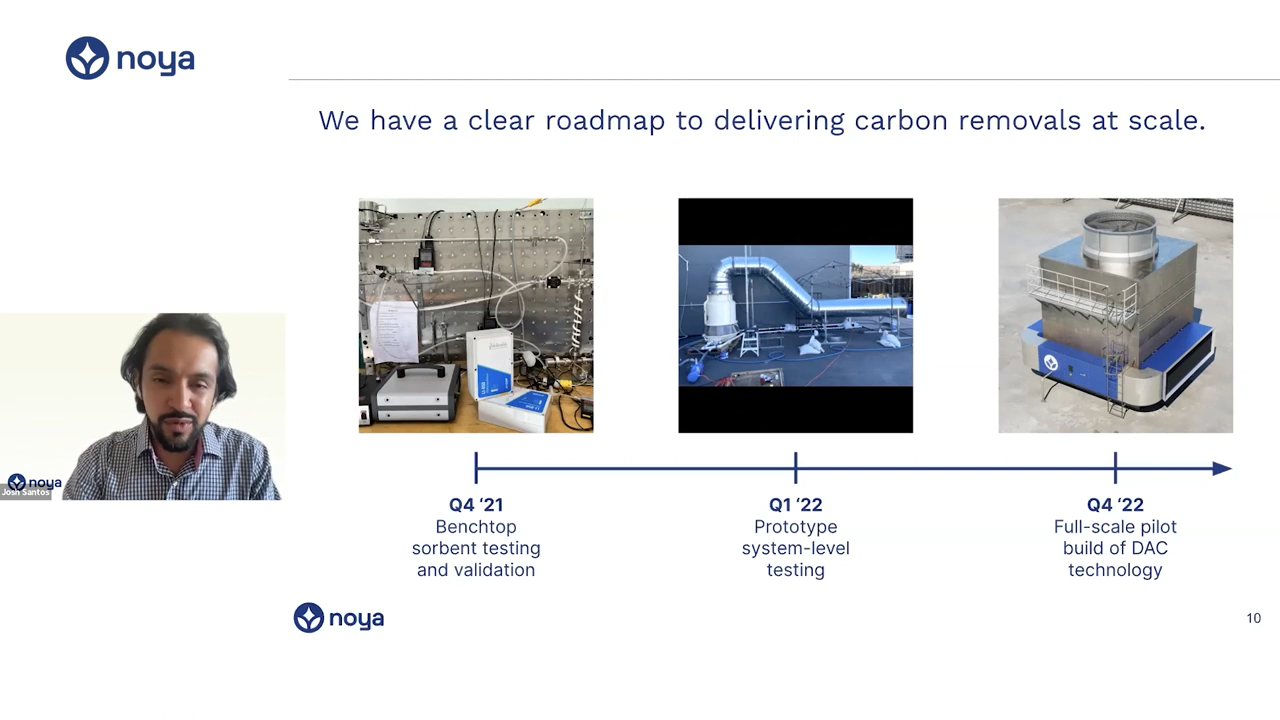 noya
We have a clear roadmap to delivering carbon removals at scale.
noya
Josh Santos
Q4 ‘21
Benchtop
sorbent testing
and validation
Q1 ‘22
Prototype
system-level
testing
Q4 ‘22
Full-scale pilot
build of DAC
technology
noya
10